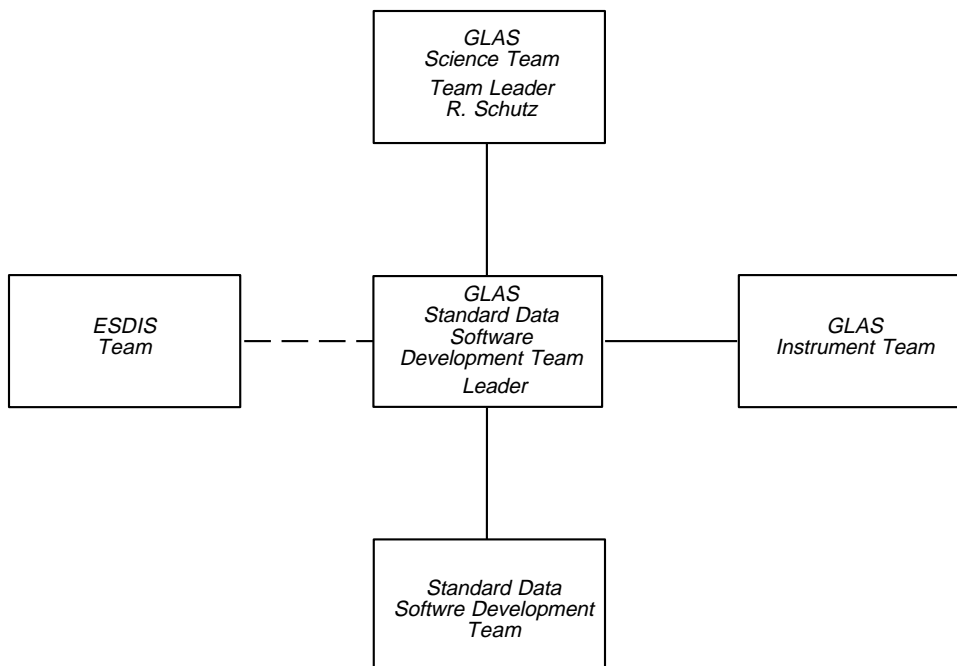 GLAS
Science Team
Team Leader
R. Schutz
ESDIS
Team
GLAS
Standard Data
Software
Development Team
Leader
GLAS
Instrument Team
Standard Data
Softwre Development
Team